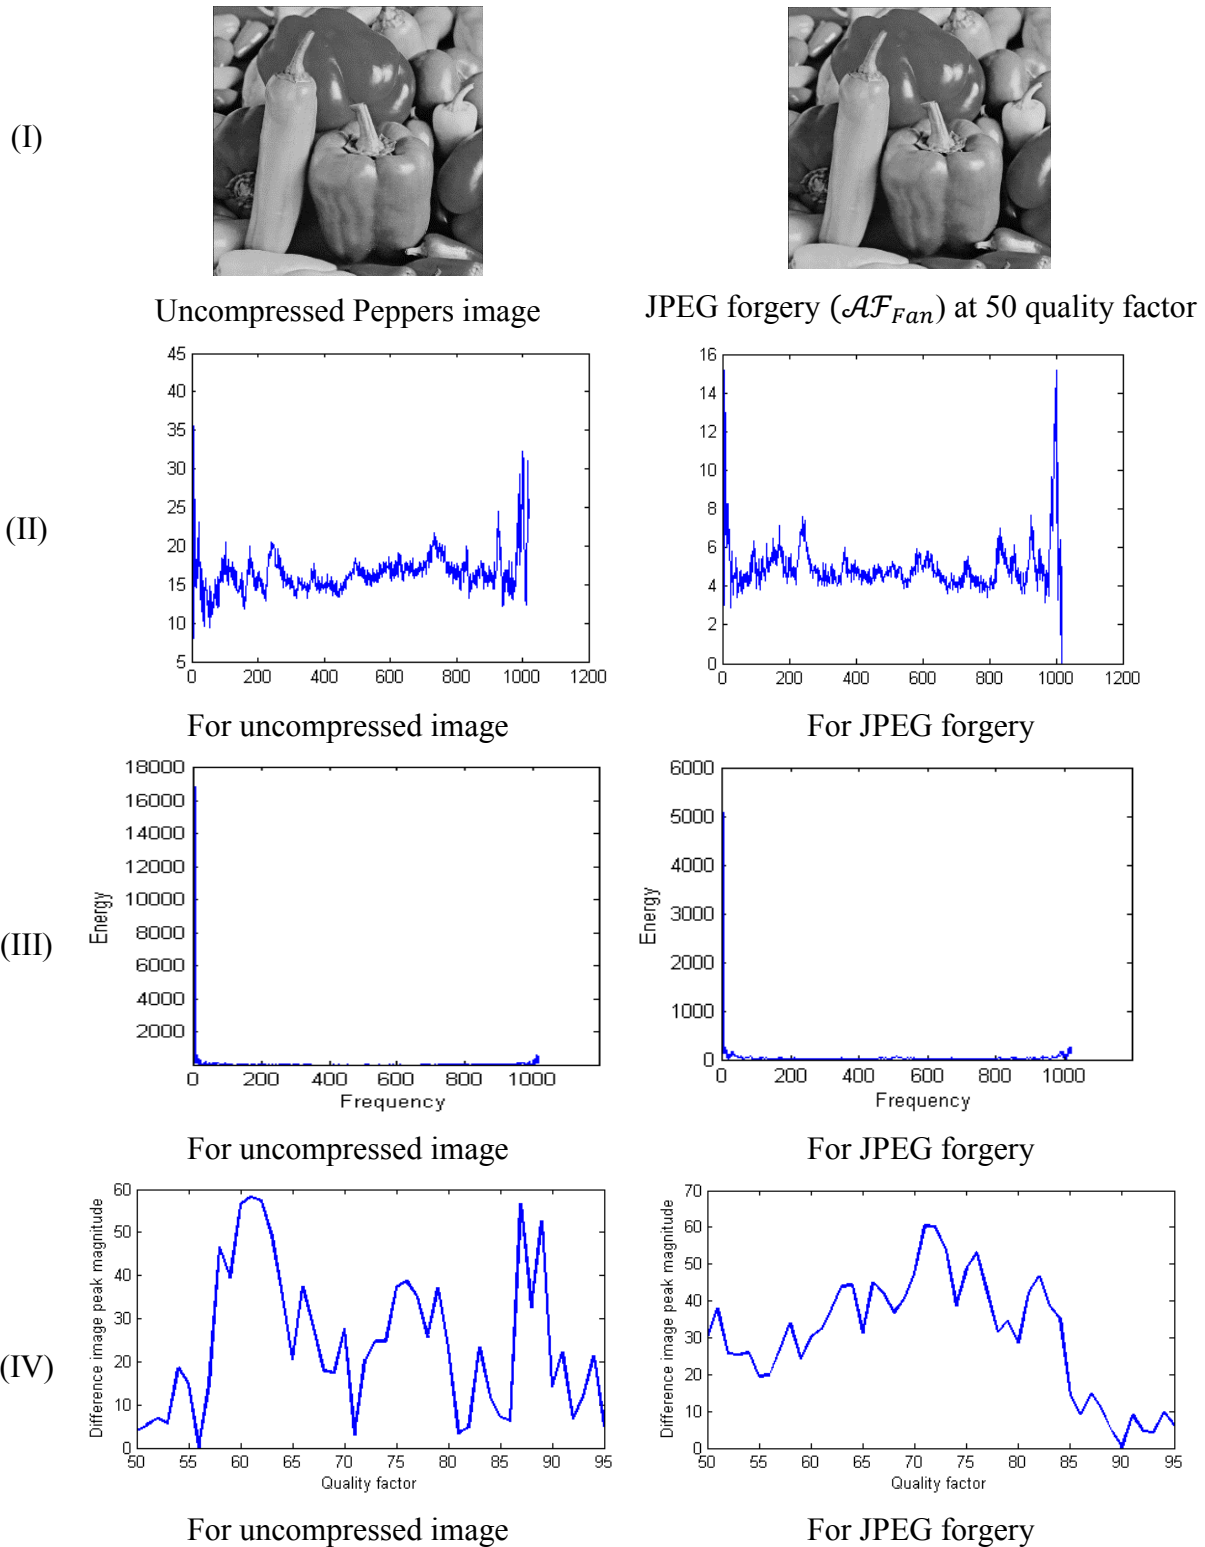 (I)
Uncompressed Peppers image
JPEG forgery (𝒜ℱ_Fan) at 50 quality factor
(II)
45
40
35
30
25
20
15
10
5
0 200 400 600 800 1000 1200
For uncompressed image
16
14
12
10
8
6
4
2
0
0 200 400 600 800 1000 1200
For JPEG forgery
(III)
18000
16000
14000
12000
10000
8000
6000
4000
2000
Energy
0 200 400 600 800 1000
Frequency
For uncompressed image
6000
5000
4000
3000
2000
1000
0
Energy
0 200 400 600 800 1000
Frequency
For JPEG forgery
(IV)
60
50
40
30
20
10
0
Difference image peak magnitude
50 55 60 65 70 75 80 85 90 95
Quality factor
For uncompressed image
70
60
50
40
30
20
10
0
Difference image peak magnitude
50 55 60 65 70 75 80 85 90 95
Quality factor
For JPEG forgery